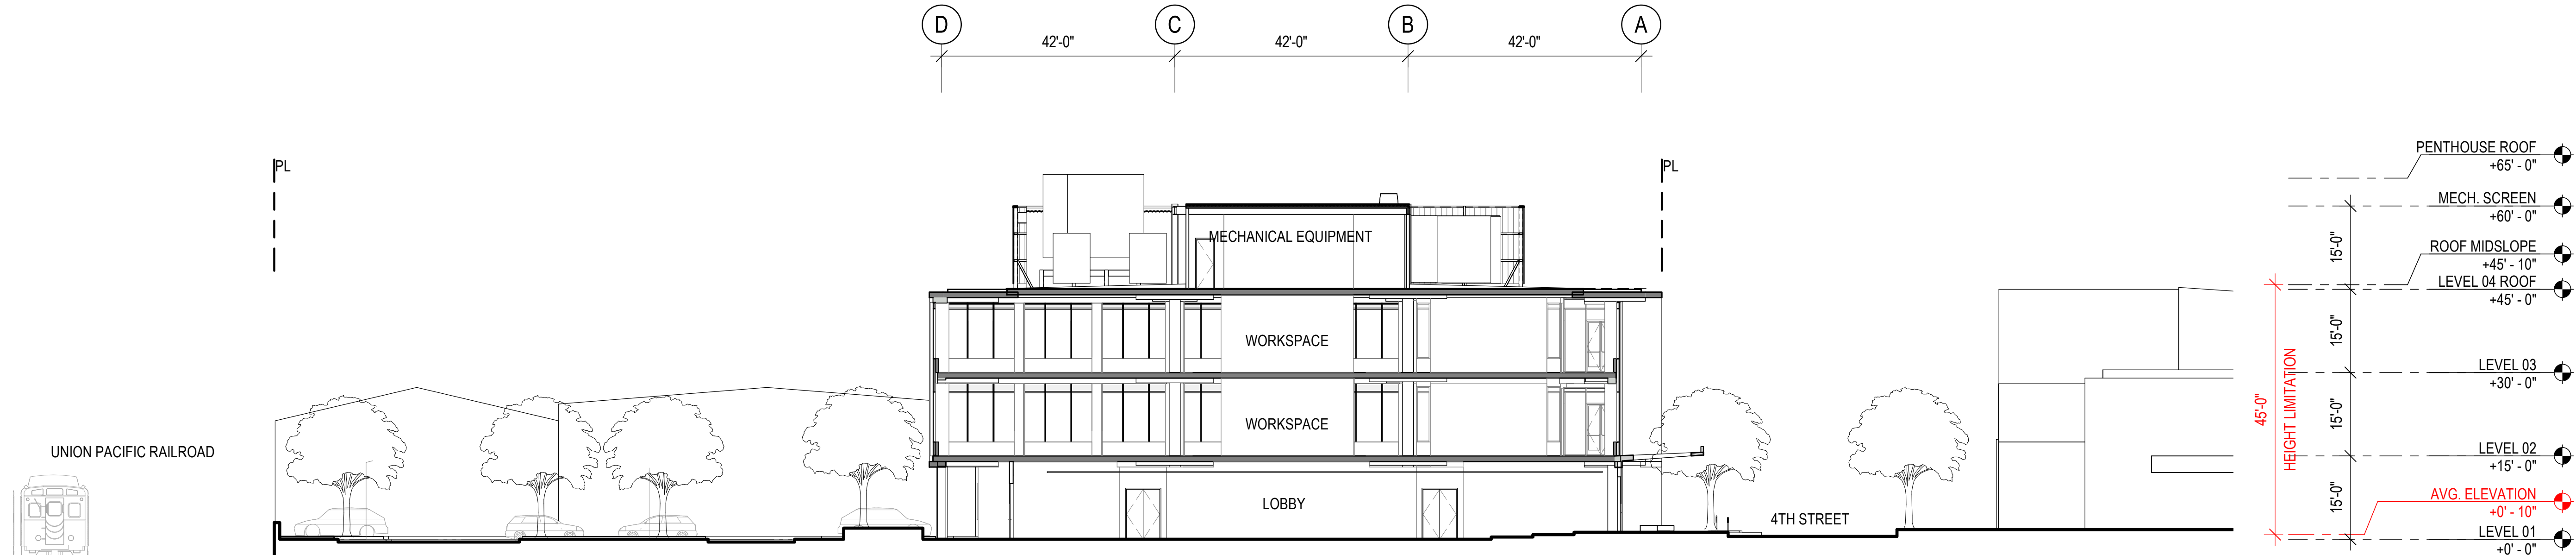 D
C
B
A
42'-0"
42'-0"
42'-0"
PL
PL
MECHANICAL EQUIPMENT
WORKSPACE
WORKSPACE
LOBBY
UNION PACIFIC RAILROAD
4TH STREET
PENTHOUSE ROOF
+65' - 0"
MECH. SCREEN
+60' - 0"
ROOF MIDSLOPE
+45' - 10"
LEVEL 04 ROOF
+45' - 0"
LEVEL 03
+30' - 0"
LEVEL 02
+15' - 0"
AVG. ELEVATION
+0' - 10"
LEVEL 01
+0' - 0"
15'-0"
15'-0"
15'-0"
15'-0"
45'-0"
HEIGHT LIMITATION